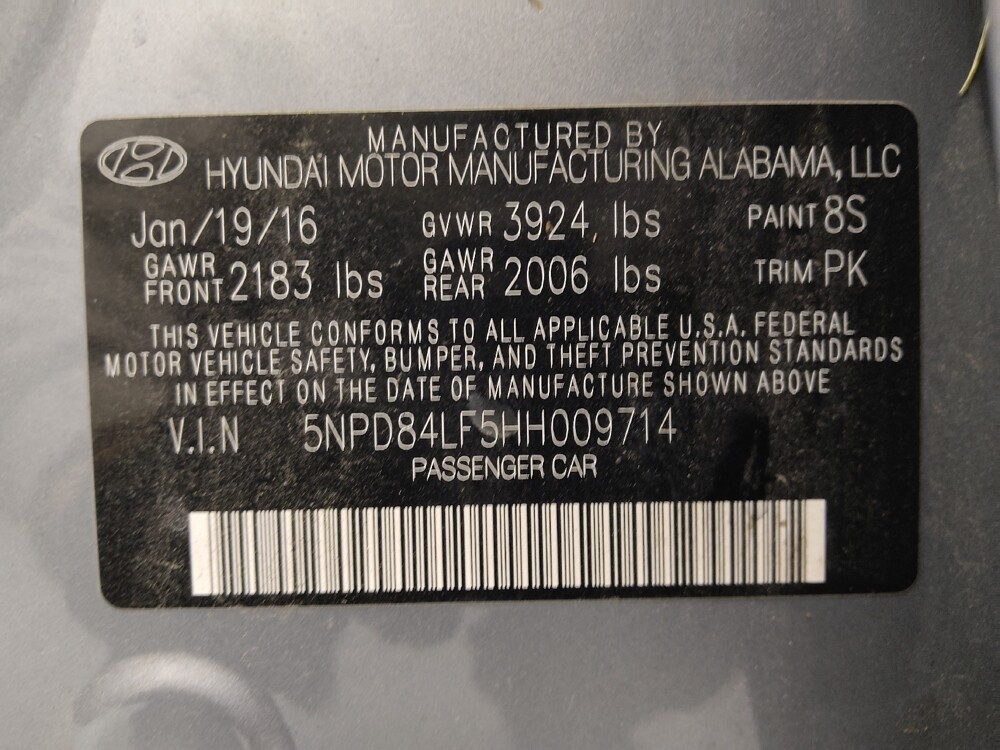 MANUFACTURED BY
HYUNDAI MOTOR MANUFACTURING ALABAMA, LLC
Jan/19/16 GVWR 3924 lbs PAINT 8S
GAWR FRONT 2183 lbs GAWR REAR 2006 lbs TRIM PK
THIS VEHICLE CONFORMS TO ALL APPLICABLE U.S.A. FEDERAL
MOTOR VEHICLE SAFETY, BUMPER, AND THEFT PREVENTION STANDARDS
IN EFFECT ON THE DATE OF MANUFACTURE SHOWN ABOVE
V.I.N 5NPD84LF5HH009714
PASSENGER CAR